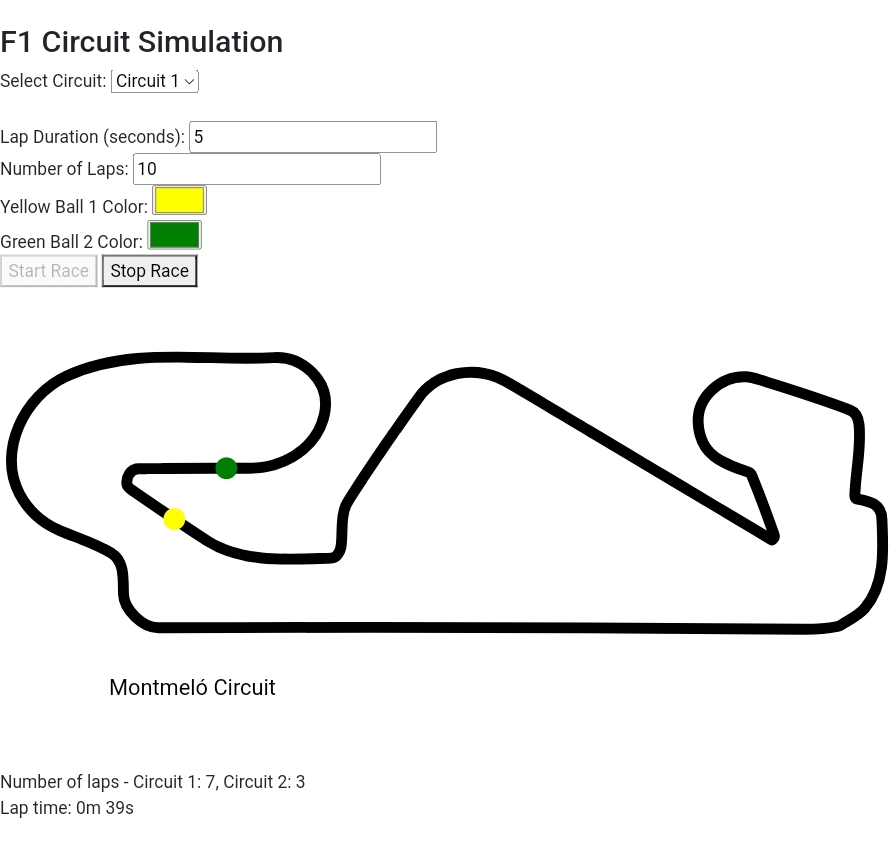 F1 Circuit Simulation
Select Circuit: Circuit 1
Lap Duration (seconds): 5
Number of Laps: 10
Yellow Ball 1 Color:
Green Ball 2 Color:
Start Race Stop Race
Montmeló Circuit
Number of laps - Circuit 1: 7, Circuit 2: 3
Lap time: 0m 39s